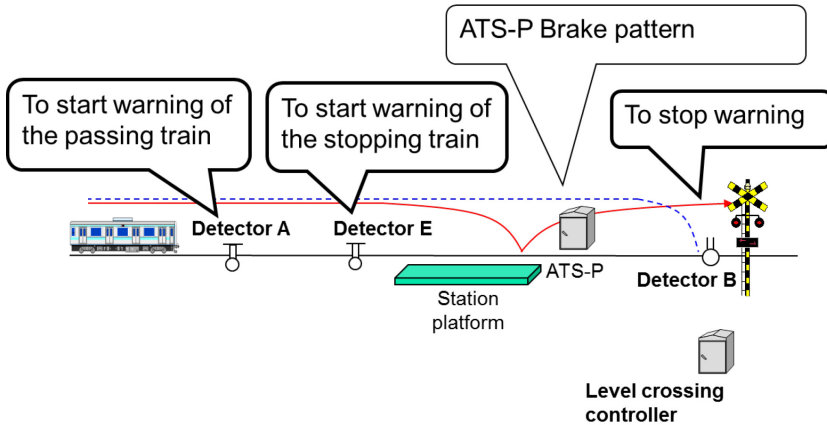 ATS-P Brake pattern
To start warning of
the passing train
To start warning of
the stopping train
To stop warning
Detector A
Detector E
ATS-P
Detector B
Station
platform
Level crossing
controller